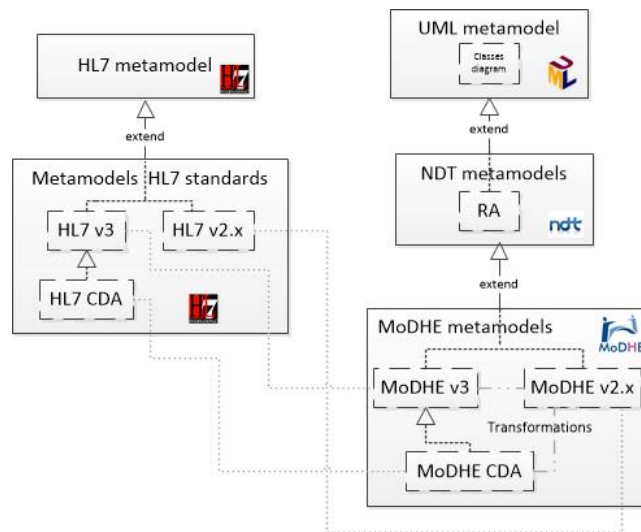 HL7 metamodel
extend
Metamodels HL7 standards
HL7 v3
HL7 v2.x
HL7 CDA
UML metamodel
Classes
diagram
UML
extend
NDT metamodels
RA
ndt
extend
MoDHE metamodels
MoDHE
MoDHE v3
MoDHE v2.x
Transformations
MoDHE CDA